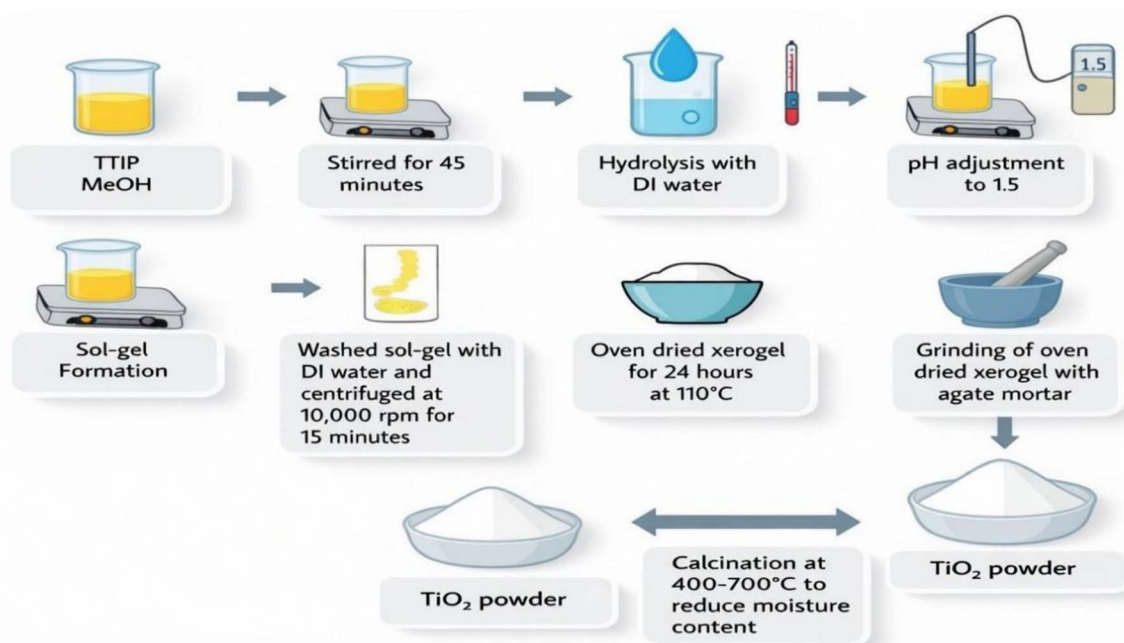 TTIP
MeOH
Stirred for 45
minutes
Hydrolysis with
DI water
1.5
pH adjustment
to 1.5
Sol-gel
Formation
Washed sol-gel with
DI water and
centrifuged at
10,000 rpm for
15 minutes
Oven dried xerogel
for 24 hours
at 110°C
Grinding of oven
dried xerogel with
agate mortar
TiO₂ powder
Calcination at
400-700°C to
reduce moisture
content
TiO₂ powder